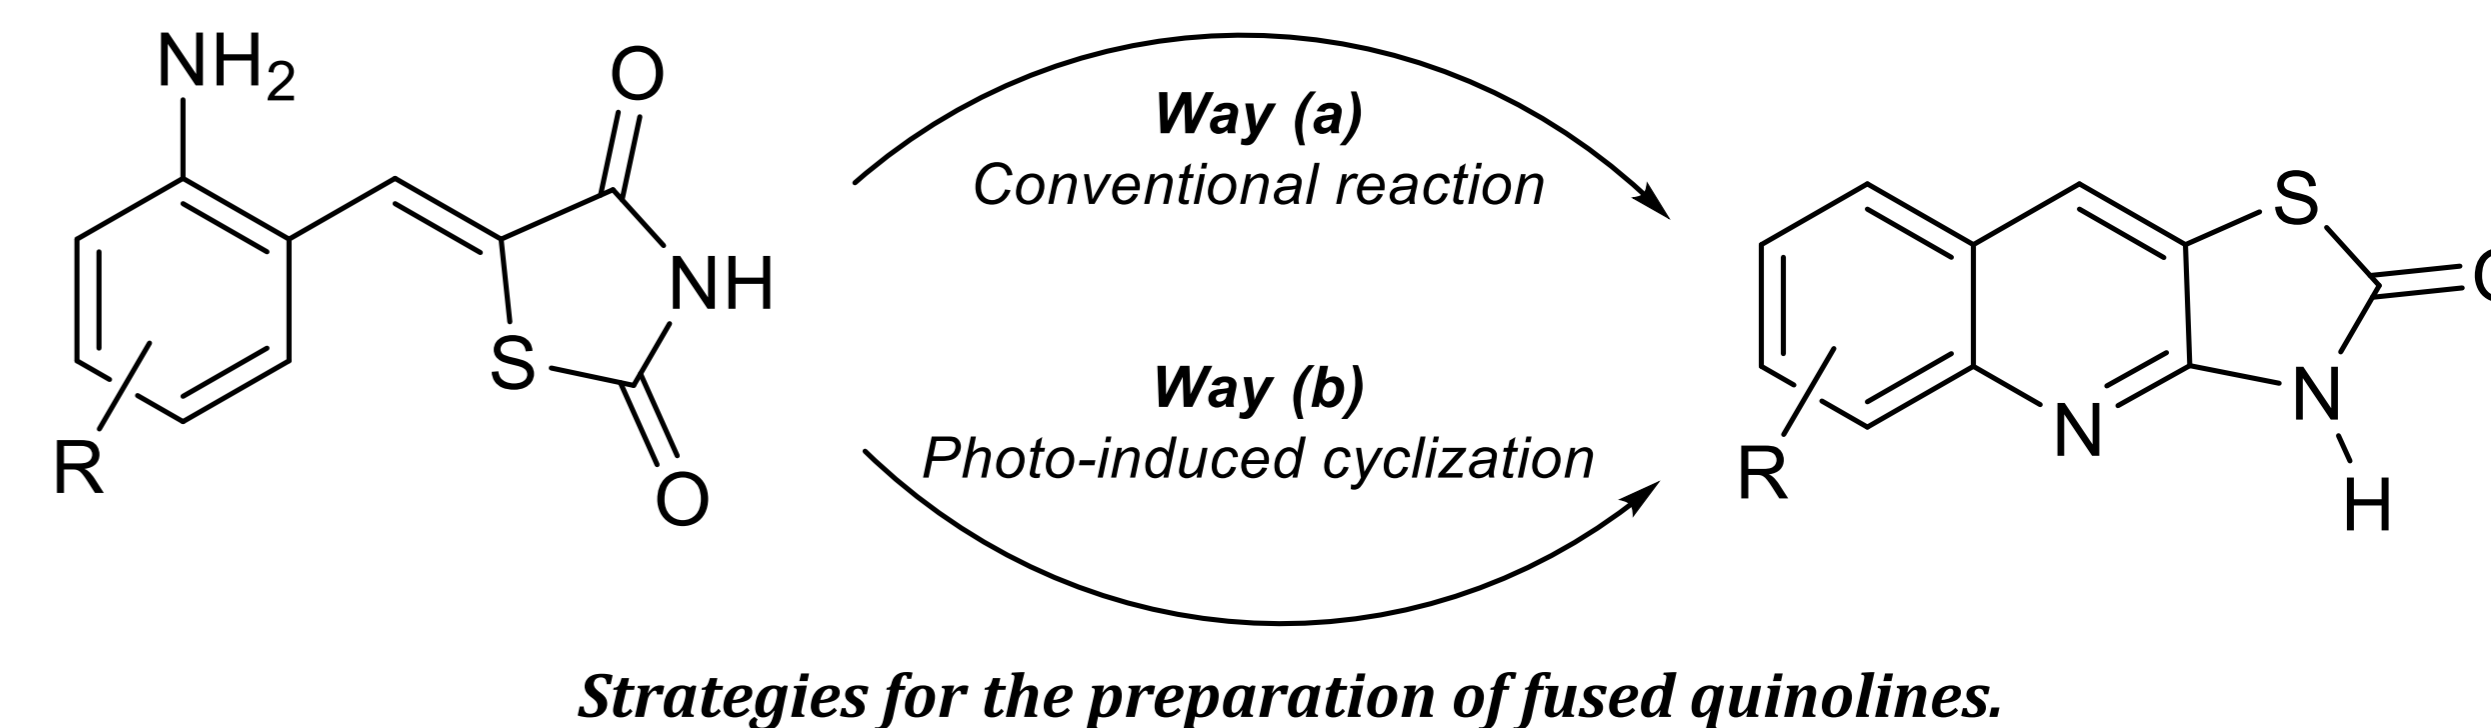 NH2
O
NH
S
O
R
Way (a)
Conventional reaction
Way (b)
Photo-induced cyclization
S
N
N
H
R
Strategies for the preparation of fused quinolines.